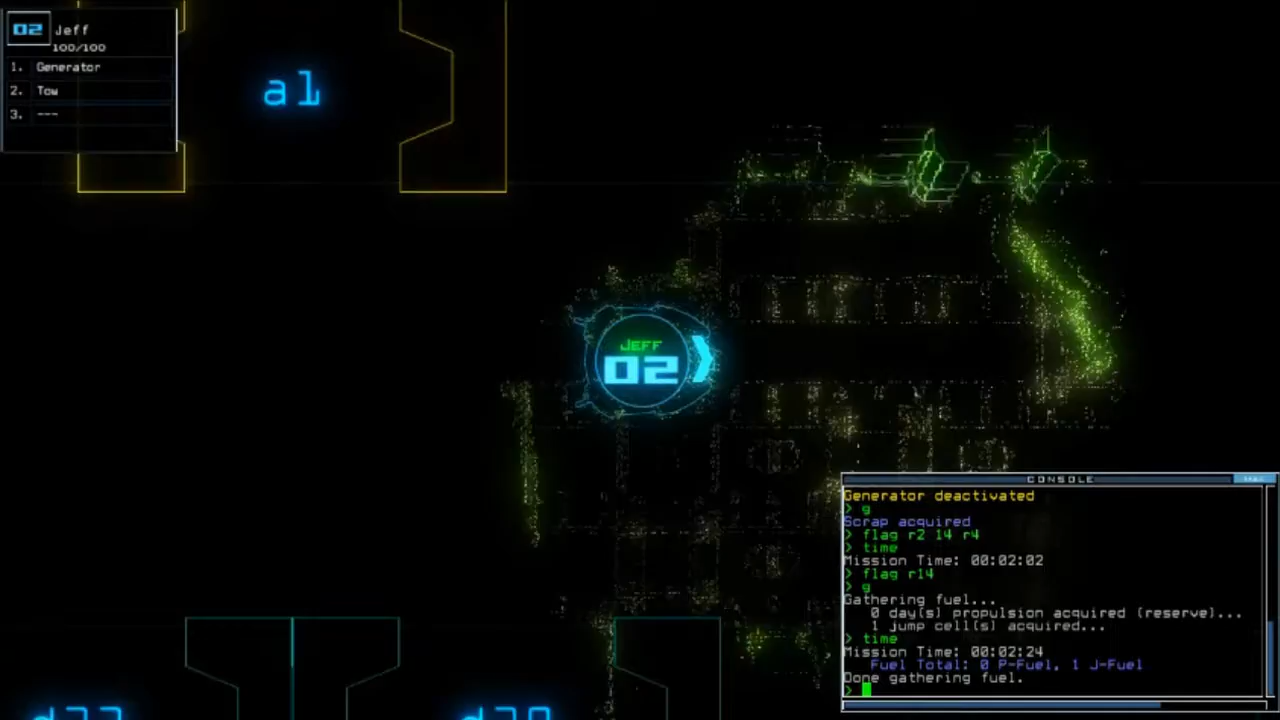 02 Jeff
100/100
1. Generator
2. Tow
3. ---
a1
JEFF
02
CONSOLE
Generator deactivated
> g
Scrap acquired
> flag r2 14 r4
> time
Mission Time: 00:02:02
> flag r14
> g
Gathering fuel...
0 day(s) propulsion acquired (reserve)...
1 jump cell(s) acquired...
> time
Mission Time: 00:02:24
Fuel Total: 0 P-Fuel, 1 J-Fuel
Done gathering fuel.
>